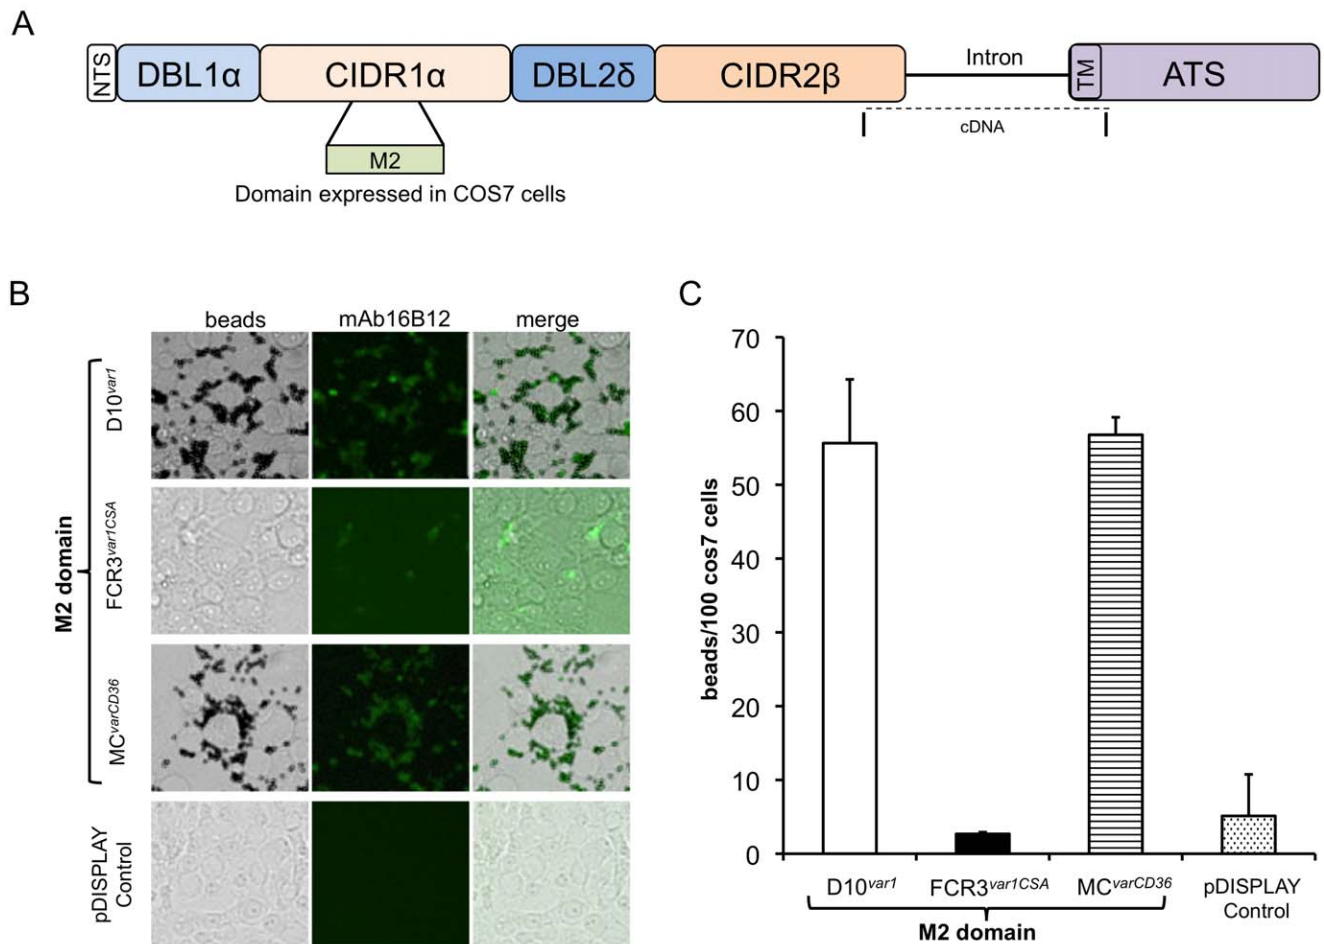 A
NTS DBL1α CIDR1α DBL2δ CIDR2β Intron TM ATS
cDNA
M2
Domain expressed in COS7 cells
B
beads mAb16B12 merge
M2 domain
D10var1
FCR3var1CSA
MCvarCD36
pDISPLAY
Control
C
beads/100 cos7 cells
70
60
50
40
30
20
10
0
D10var1 FCR3var1CSA MCvarCD36 pDISPLAY
Control
M2 domain